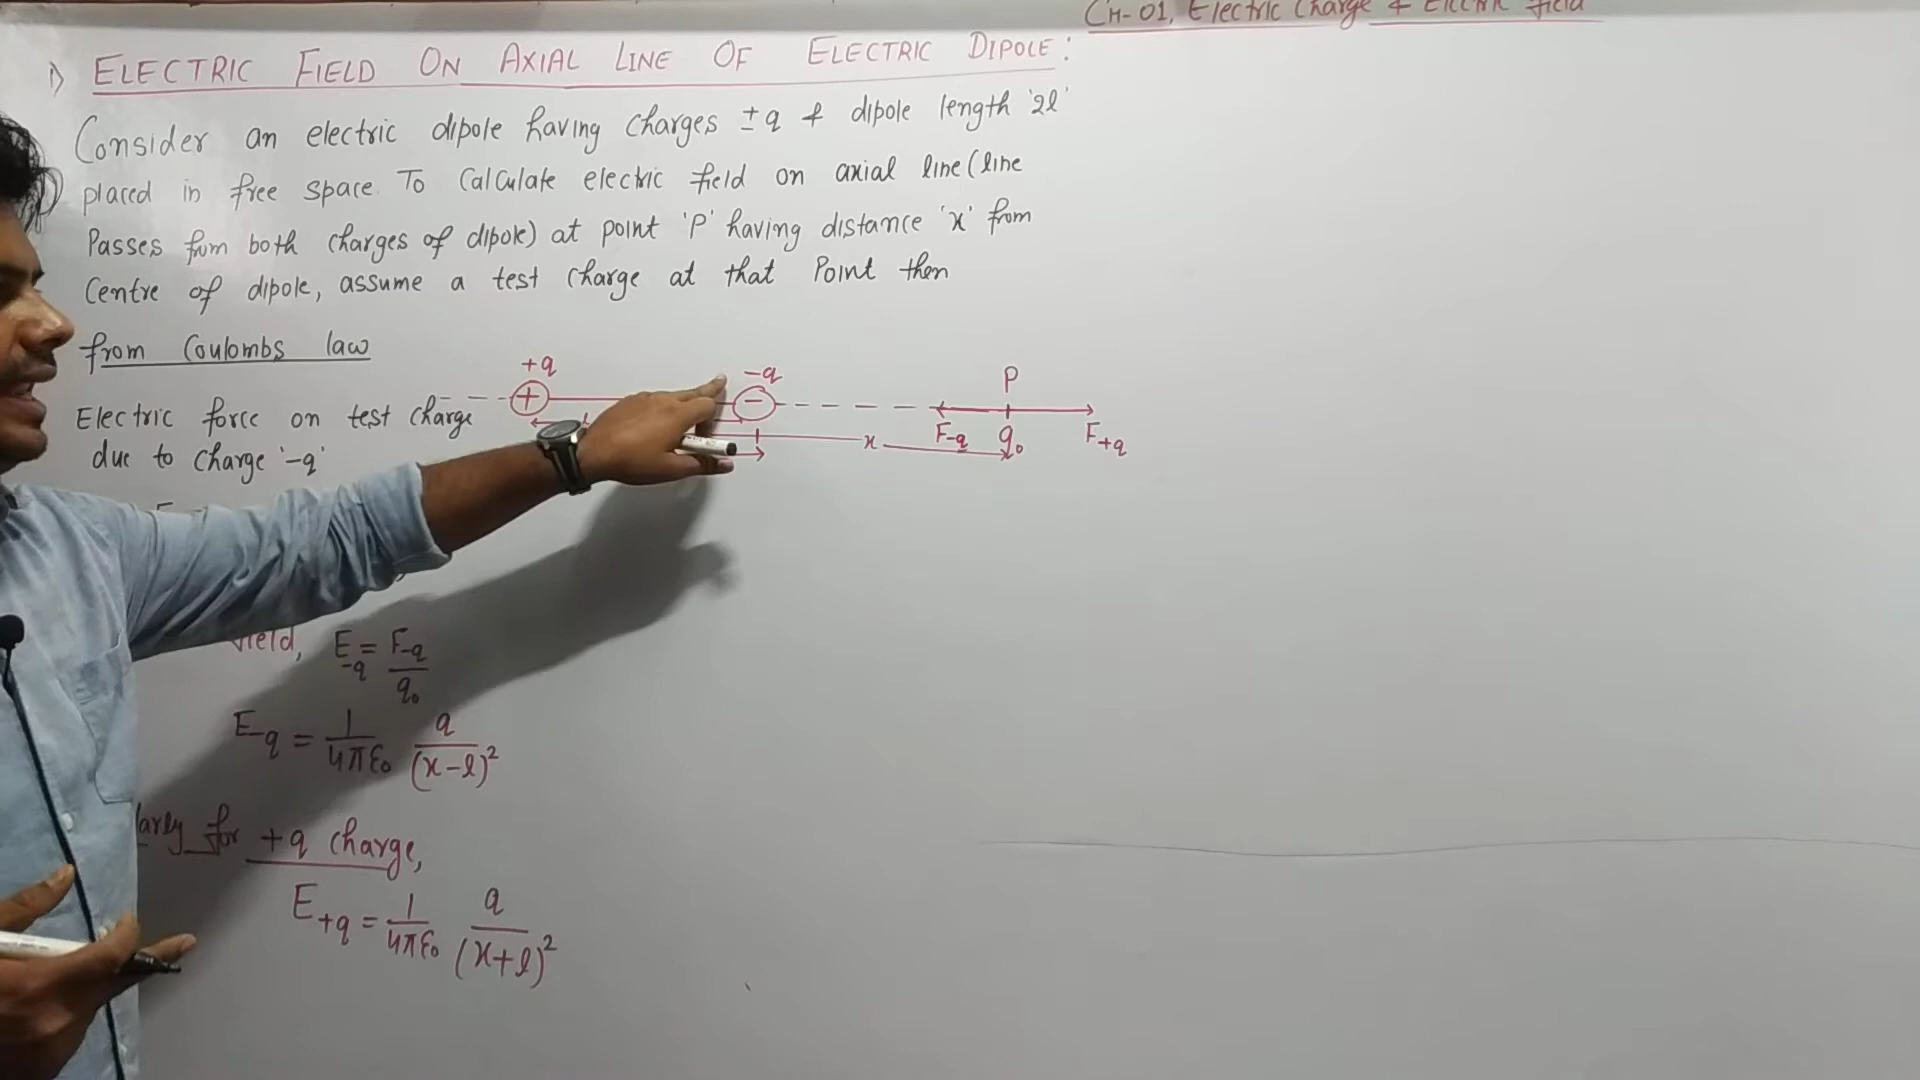 CH-01, Electric Charge & Electric field
1) ELECTRIC FIELD ON AXIAL LINE OF ELECTRIC DIPOLE:
Consider an electric dipole having charges ±q & dipole length '2l'
placed in free space. To Calculate electric field on axial line (line
Passes from both charges of dipole) at point 'P' having distance 'x' from
Centre of dipole, assume a test charge at that Point then
from Coulombs law
+q
-q
P
+
-
Electric force on test charge
F-q
q₀
F+q
x
due to charge '-q'
field, E-q = F-q/q₀
E-q = 1/4πε₀ q/(x-l)²
for +q charge,
E+q = 1/4πε₀ q/(x+l)²